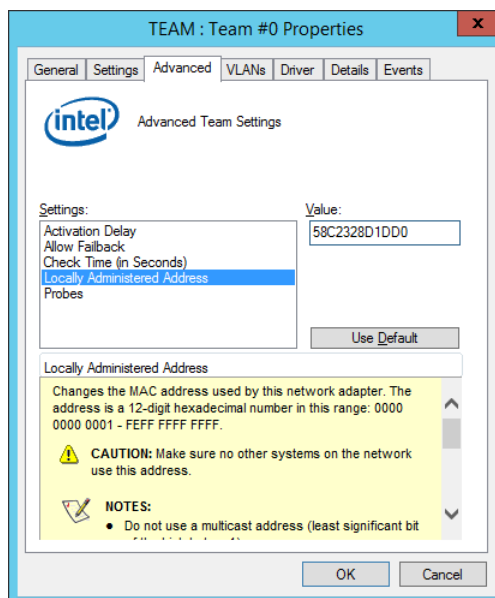 TEAM : Team #0 Properties
x
General Settings Advanced VLANs Driver Details Events
intel
Advanced Team Settings
Settings:
Value:
Activation Delay
58C2328D1DD0
Allow Failback
Check Time (in Seconds)
Locally Administered Address
Probes
Use Default
Locally Administered Address
Changes the MAC address used by this network adapter. The
address is a 12-digit hexadecimal number in this range: 0000
0000 0001 - FEFF FFFF FFFF.
CAUTION: Make sure no other systems on the network
use this address.
NOTES:
• Do not use a multicast address (least significant bit
OK Cancel